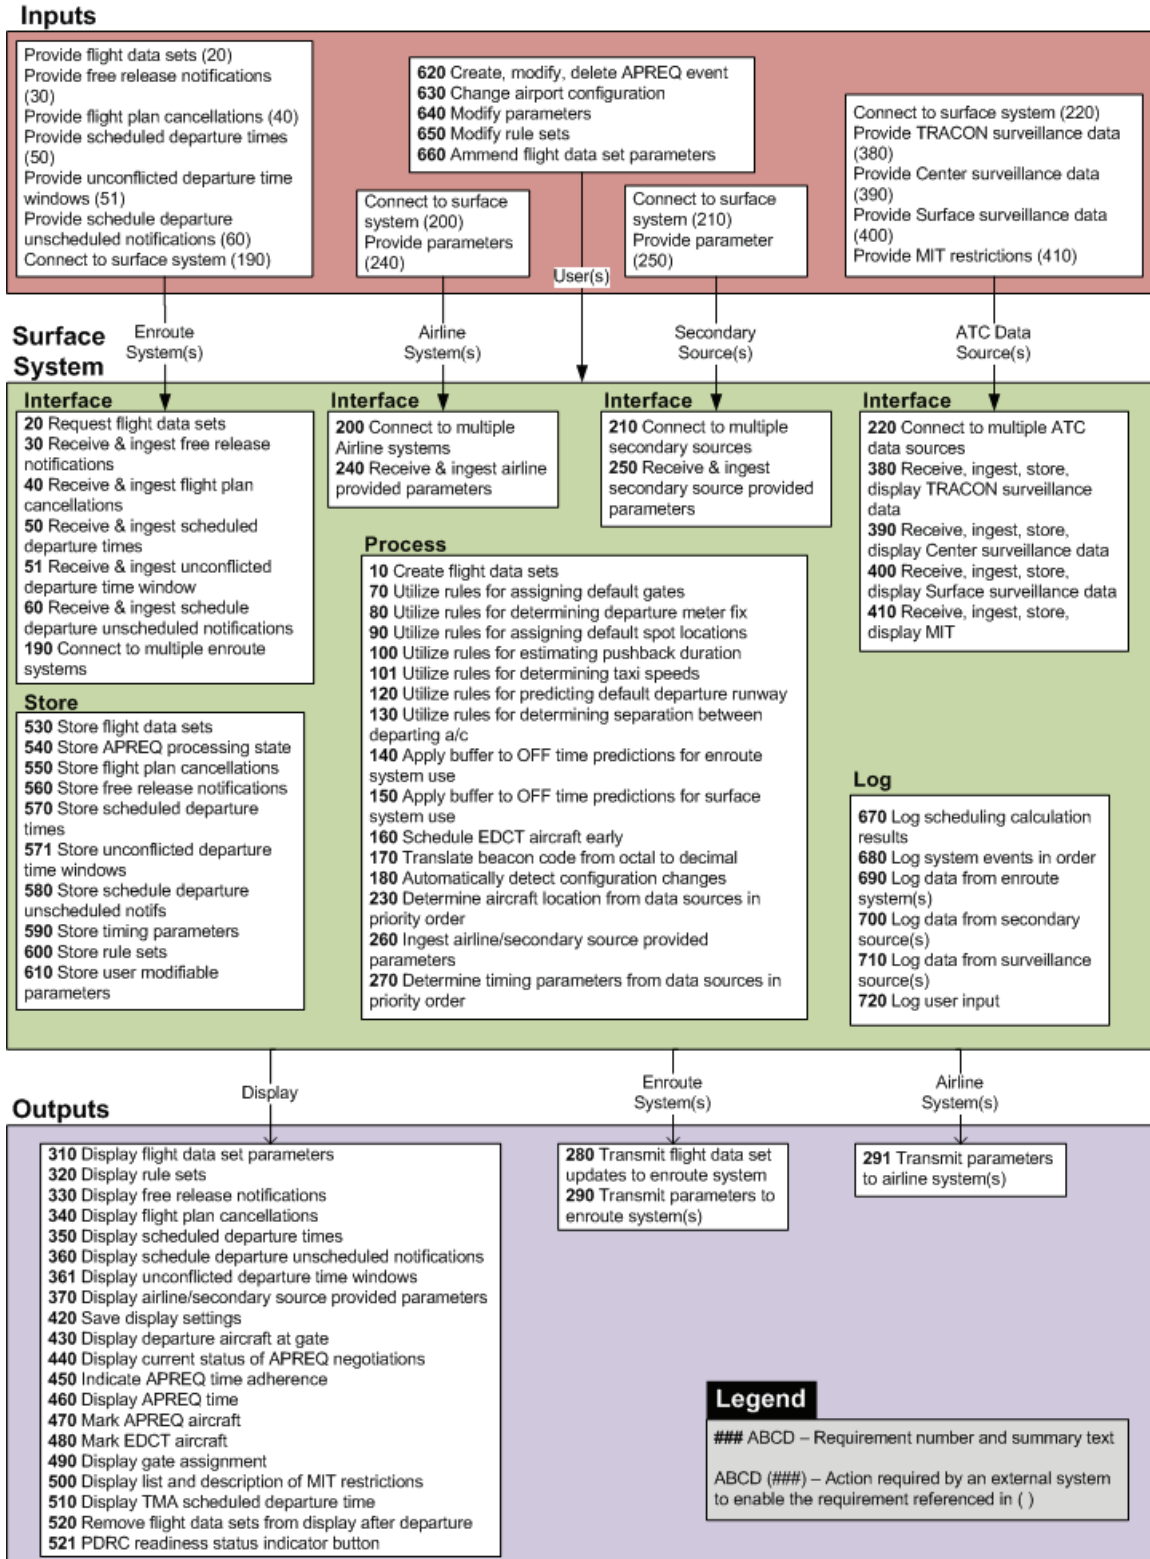 Inputs
Provide flight data sets (20)
Provide free release notifications
(30)
Provide flight plan cancellations (40)
Provide scheduled departure times
(50)
Provide unconflicted departure time
windows (51)
Provide schedule departure
unscheduled notifications (60)
Connect to surface system (190)
620 Create, modify, delete APREQ event
630 Change airport configuration
640 Modify parameters
650 Modify rule sets
660 Ammend flight data set parameters
Connect to surface
system (200)
Provide parameters
(240)
Connect to surface
system (210)
Provide parameter
(250)
Connect to surface system (220)
Provide TRACON surveillance data
(380)
Provide Center surveillance data
(390)
Provide Surface surveillance data
(400)
Provide MIT restrictions (410)
User(s)
Enroute
System(s)
Airline
System(s)
Secondary
Source(s)
ATC Data
Source(s)
Surface
System
Interface
20 Request flight data sets
30 Receive & ingest free release
notifications
40 Receive & ingest flight plan
cancellations
50 Receive & ingest scheduled
departure times
51 Receive & ingest unconflicted
departure time window
60 Receive & ingest schedule
departure unscheduled notifications
190 Connect to multiple enroute
systems
Interface
200 Connect to multiple
Airline systems
240 Receive & ingest airline
provided parameters
Interface
210 Connect to multiple
secondary sources
250 Receive & ingest
secondary source provided
parameters
Interface
220 Connect to multiple ATC
data sources
380 Receive, ingest, store,
display TRACON surveillance
data
390 Receive, ingest, store,
display Center surveillance data
400 Receive, ingest, store,
display Surface surveillance data
410 Receive, ingest, store,
display MIT
Store
530 Store flight data sets
540 Store APREQ processing state
550 Store flight plan cancellations
560 Store free release notifications
570 Store scheduled departure
times
571 Store unconflicted departure
time windows
580 Store schedule departure
unscheduled notifs
590 Store timing parameters
600 Store rule sets
610 Store user modifiable
parameters
Process
10 Create flight data sets
70 Utilize rules for assigning default gates
80 Utilize rules for determining departure meter fix
90 Utilize rules for assigning default spot locations
100 Utilize rules for estimating pushback duration
101 Utilize rules for determining taxi speeds
120 Utilize rules for predicting default departure runway
130 Utilize rules for determining separation between
departing a/c
140 Apply buffer to OFF time predictions for enroute
system use
150 Apply buffer to OFF time predictions for surface
system use
160 Schedule EDCT aircraft early
170 Translate beacon code from octal to decimal
180 Automatically detect configuration changes
230 Determine aircraft location from data sources in
priority order
260 Ingest airline/secondary source provided
parameters
270 Determine timing parameters from data sources in
priority order
Log
670 Log scheduling calculation
results
680 Log system events in order
690 Log data from enroute
system(s)
700 Log data from secondary
source(s)
710 Log data from surveillance
source(s)
720 Log user input
Display
Enroute
System(s)
Airline
System(s)
Outputs
310 Display flight data set parameters
320 Display rule sets
330 Display free release notifications
340 Display flight plan cancellations
350 Display scheduled departure times
360 Display schedule departure unscheduled notifications
361 Display unconflicted departure time windows
370 Display airline/secondary source provided parameters
420 Save display settings
430 Display departure aircraft at gate
440 Display current status of APREQ negotiations
450 Indicate APREQ time adherence
460 Display APREQ time
470 Mark APREQ aircraft
480 Mark EDCT aircraft
490 Display gate assignment
500 Display list and description of MIT restrictions
510 Display TMA scheduled departure time
520 Remove flight data sets from display after departure
521 PDRC readiness status indicator button
280 Transmit flight data set
updates to enroute system
290 Transmit parameters to
enroute system(s)
291 Transmit parameters
to airline system(s)
Legend
### ABCD – Requirement number and summary text
ABCD (###) – Action required by an external system
to enable the requirement referenced in ( )